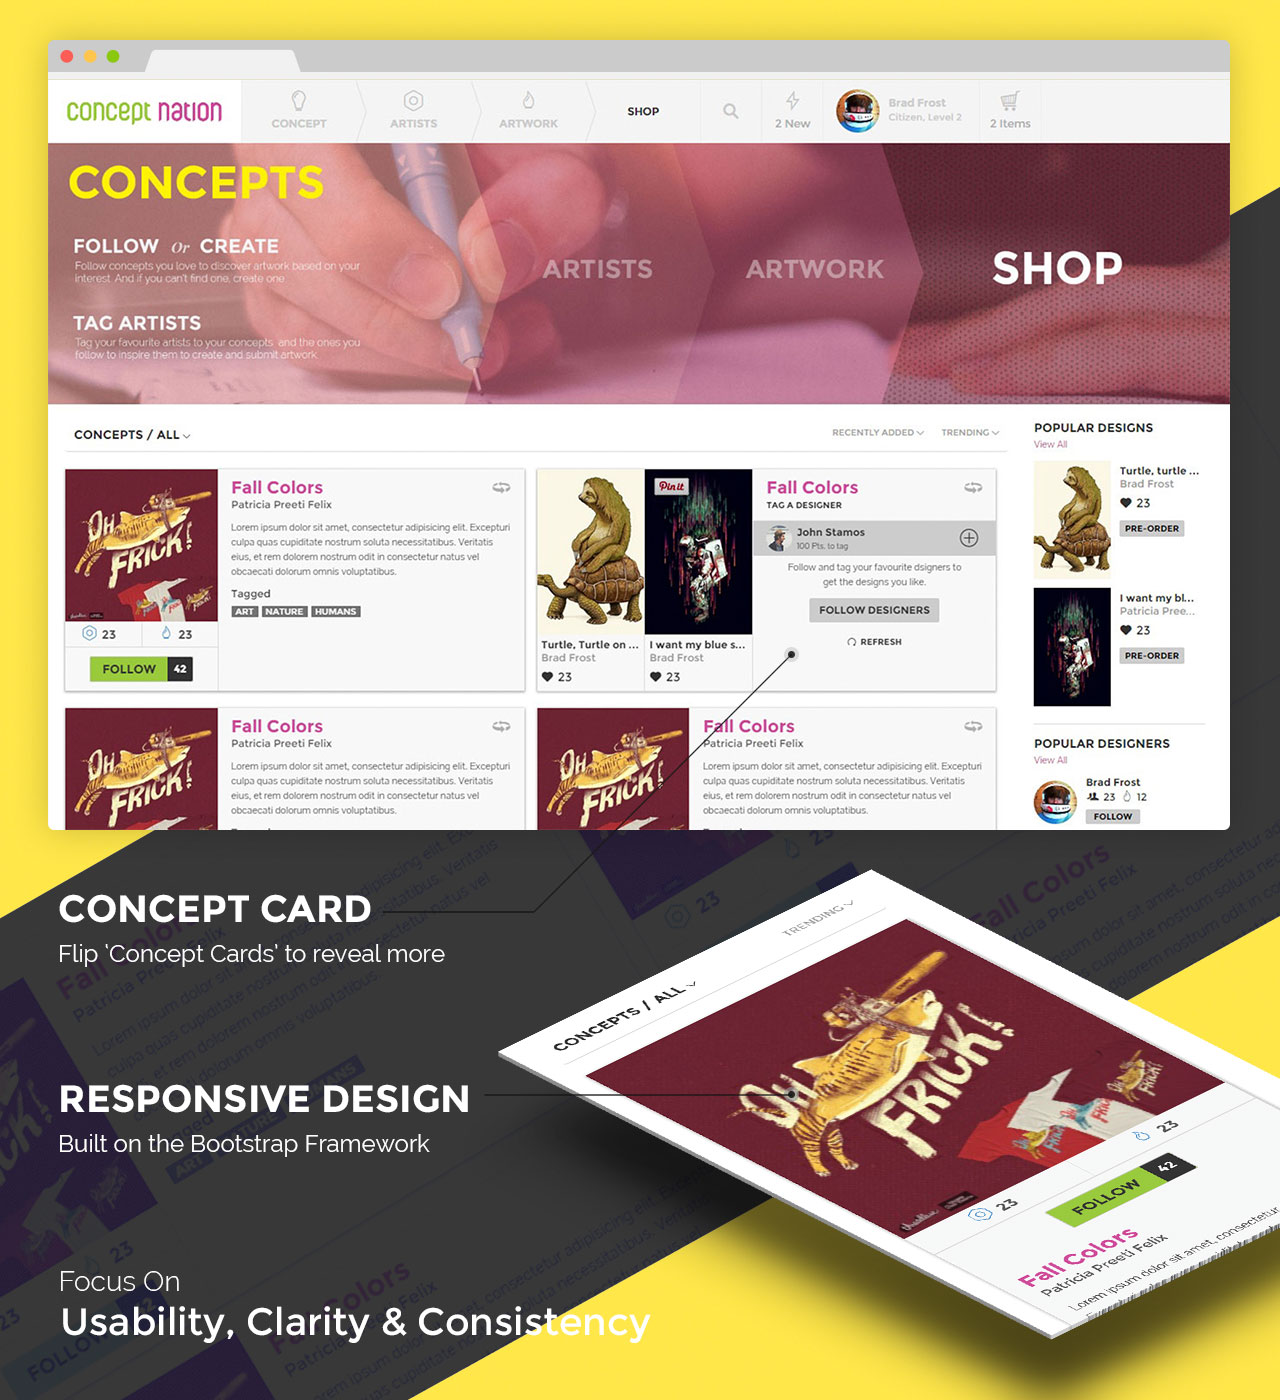 concept nation
CONCEPT
ARTISTS
ARTWORK
SHOP
2 New
Brad Frost
Citizen, Level 2
2 Items
CONCEPTS
FOLLOW or CREATE
Follow concepts you love to discover artwork based on your
interest. And if you can't find one, create one
TAG ARTISTS
Tag your favourite artists to your concepts, and the ones you
follow to inspire them to create and submit artwork
ARTISTS
ARTWORK
SHOP
CONCEPTS / ALL
RECENTLY ADDED
TRENDING
OH
FRICK!
23
23
FOLLOW 42
Fall Colors
Patricia Preeti Felix
Lorem ipsum dolor sit amet, consectetur adipisicing elit. Excepturi
culpa quas cupiditate nostrum soluta necessitatibus. Veritatis
eius, et rem dolorem nostrum odit in consectetur natus vel
obcaecati dolorum omnis voluptatibus.
Tagged
ART NATURE HUMANS
Turtle, Turtle on ...
Brad Frost
23
Pin it
I want my blue s...
Brad Frost
23
Fall Colors
TAG A DESIGNER
John Stamos
100 Pts. to tag
Follow and tag your favourite dsigners to
get the designs you like.
FOLLOW DESIGNERS
REFRESH
POPULAR DESIGNS
View All
Turtle, turtle ...
Brad Frost
23
PRE-ORDER
I want my bl...
Patricia Pree...
23
PRE-ORDER
POPULAR DESIGNERS
View All
Brad Frost
23 12
FOLLOW
OH
FRICK!
Fall Colors
Patricia Preeti Felix
Lorem ipsum dolor sit amet, consectetur adipisicing elit. Excepturi
culpa quas cupiditate nostrum soluta necessitatibus. Veritatis
eius, et rem dolorem nostrum odit in consectetur natus vel
obcaecati dolorum omnis voluptatibus.
OH
FRICK!
Fall Colors
Patricia Preeti Felix
Lorem ipsum dolor sit amet, consectetur adipisicing elit. Excepturi
culpa quas cupiditate nostrum soluta necessitatibus. Veritatis
eius, et rem dolorem nostrum odit in consectetur natus vel
obcaecati dolorum omnis voluptatibus.
CONCEPT CARD
Flip 'Concept Cards' to reveal more
RESPONSIVE DESIGN
Built on the Bootstrap Framework
Focus On
Usability, Clarity & Consistency
CONCEPTS / ALL
TRENDING
OH
FRICK!
23
23
FOLLOW 42
Fall Colors
Patricia Preeti Felix
Lorem ipsum dolor sit amet, consectetur